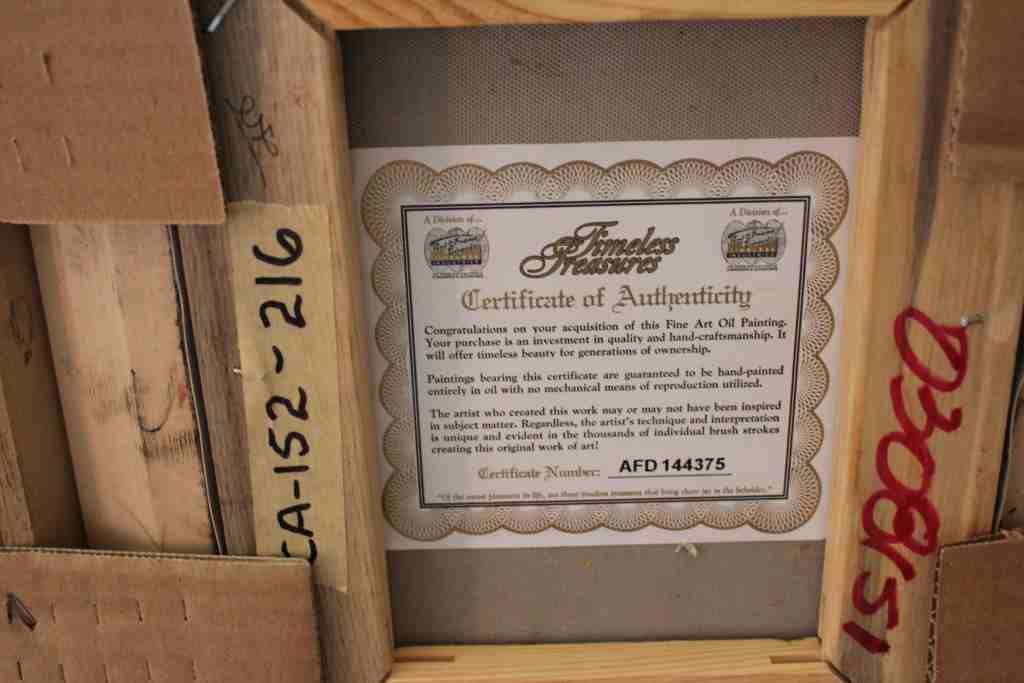 A Division of...
A Division of...
INDUSTRIES
Timeless
Treasures
Certificate of Authenticity
Congratulations on your acquisition of this Fine Art Oil Painting.
Your purchase is an investment in quality and hand-craftsmanship. It
will offer timeless beauty for generations of ownership.
Paintings bearing this certificate are guaranteed to be hand-painted
entirely in oil with no mechanical means of reproduction utilized.
The artist who created this work may or may not have been inspired
in subject matter. Regardless, the artist's technique and interpretation
is unique and evident in the thousands of individual brush strokes
creating this original work of art!
Certificate Number: AFD 144375
CA-152-216